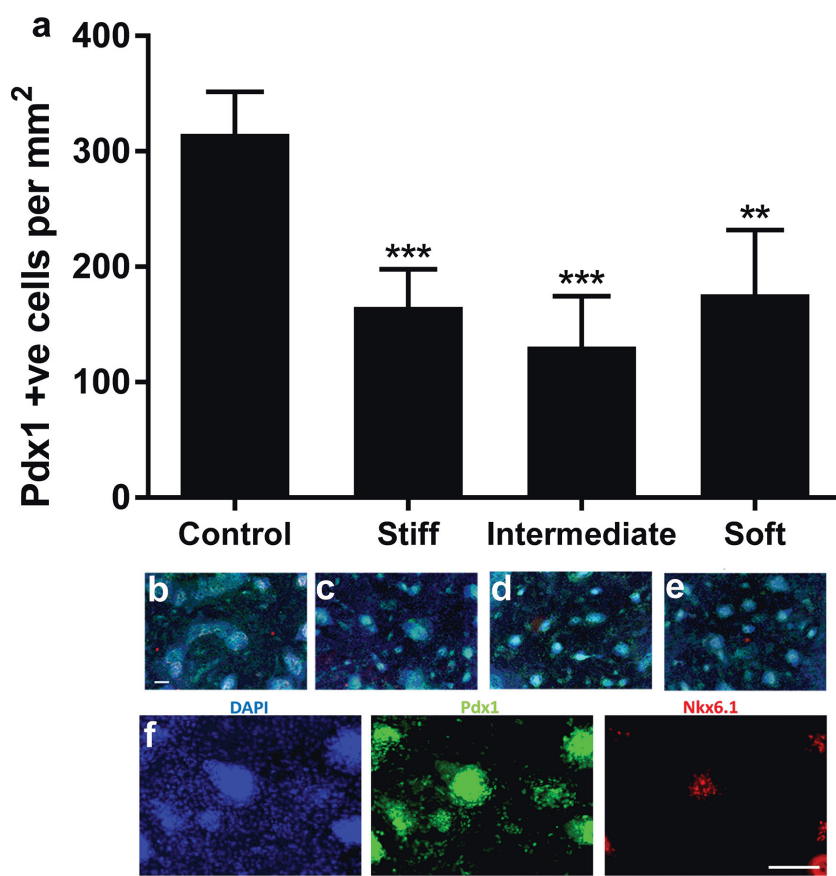 a
400
300
200
100
0
Pdx1 +ve cells per mm2
***
***
**
Control Stiff Intermediate Soft
b c d e
DAPI Pdx1 Nkx6.1
f